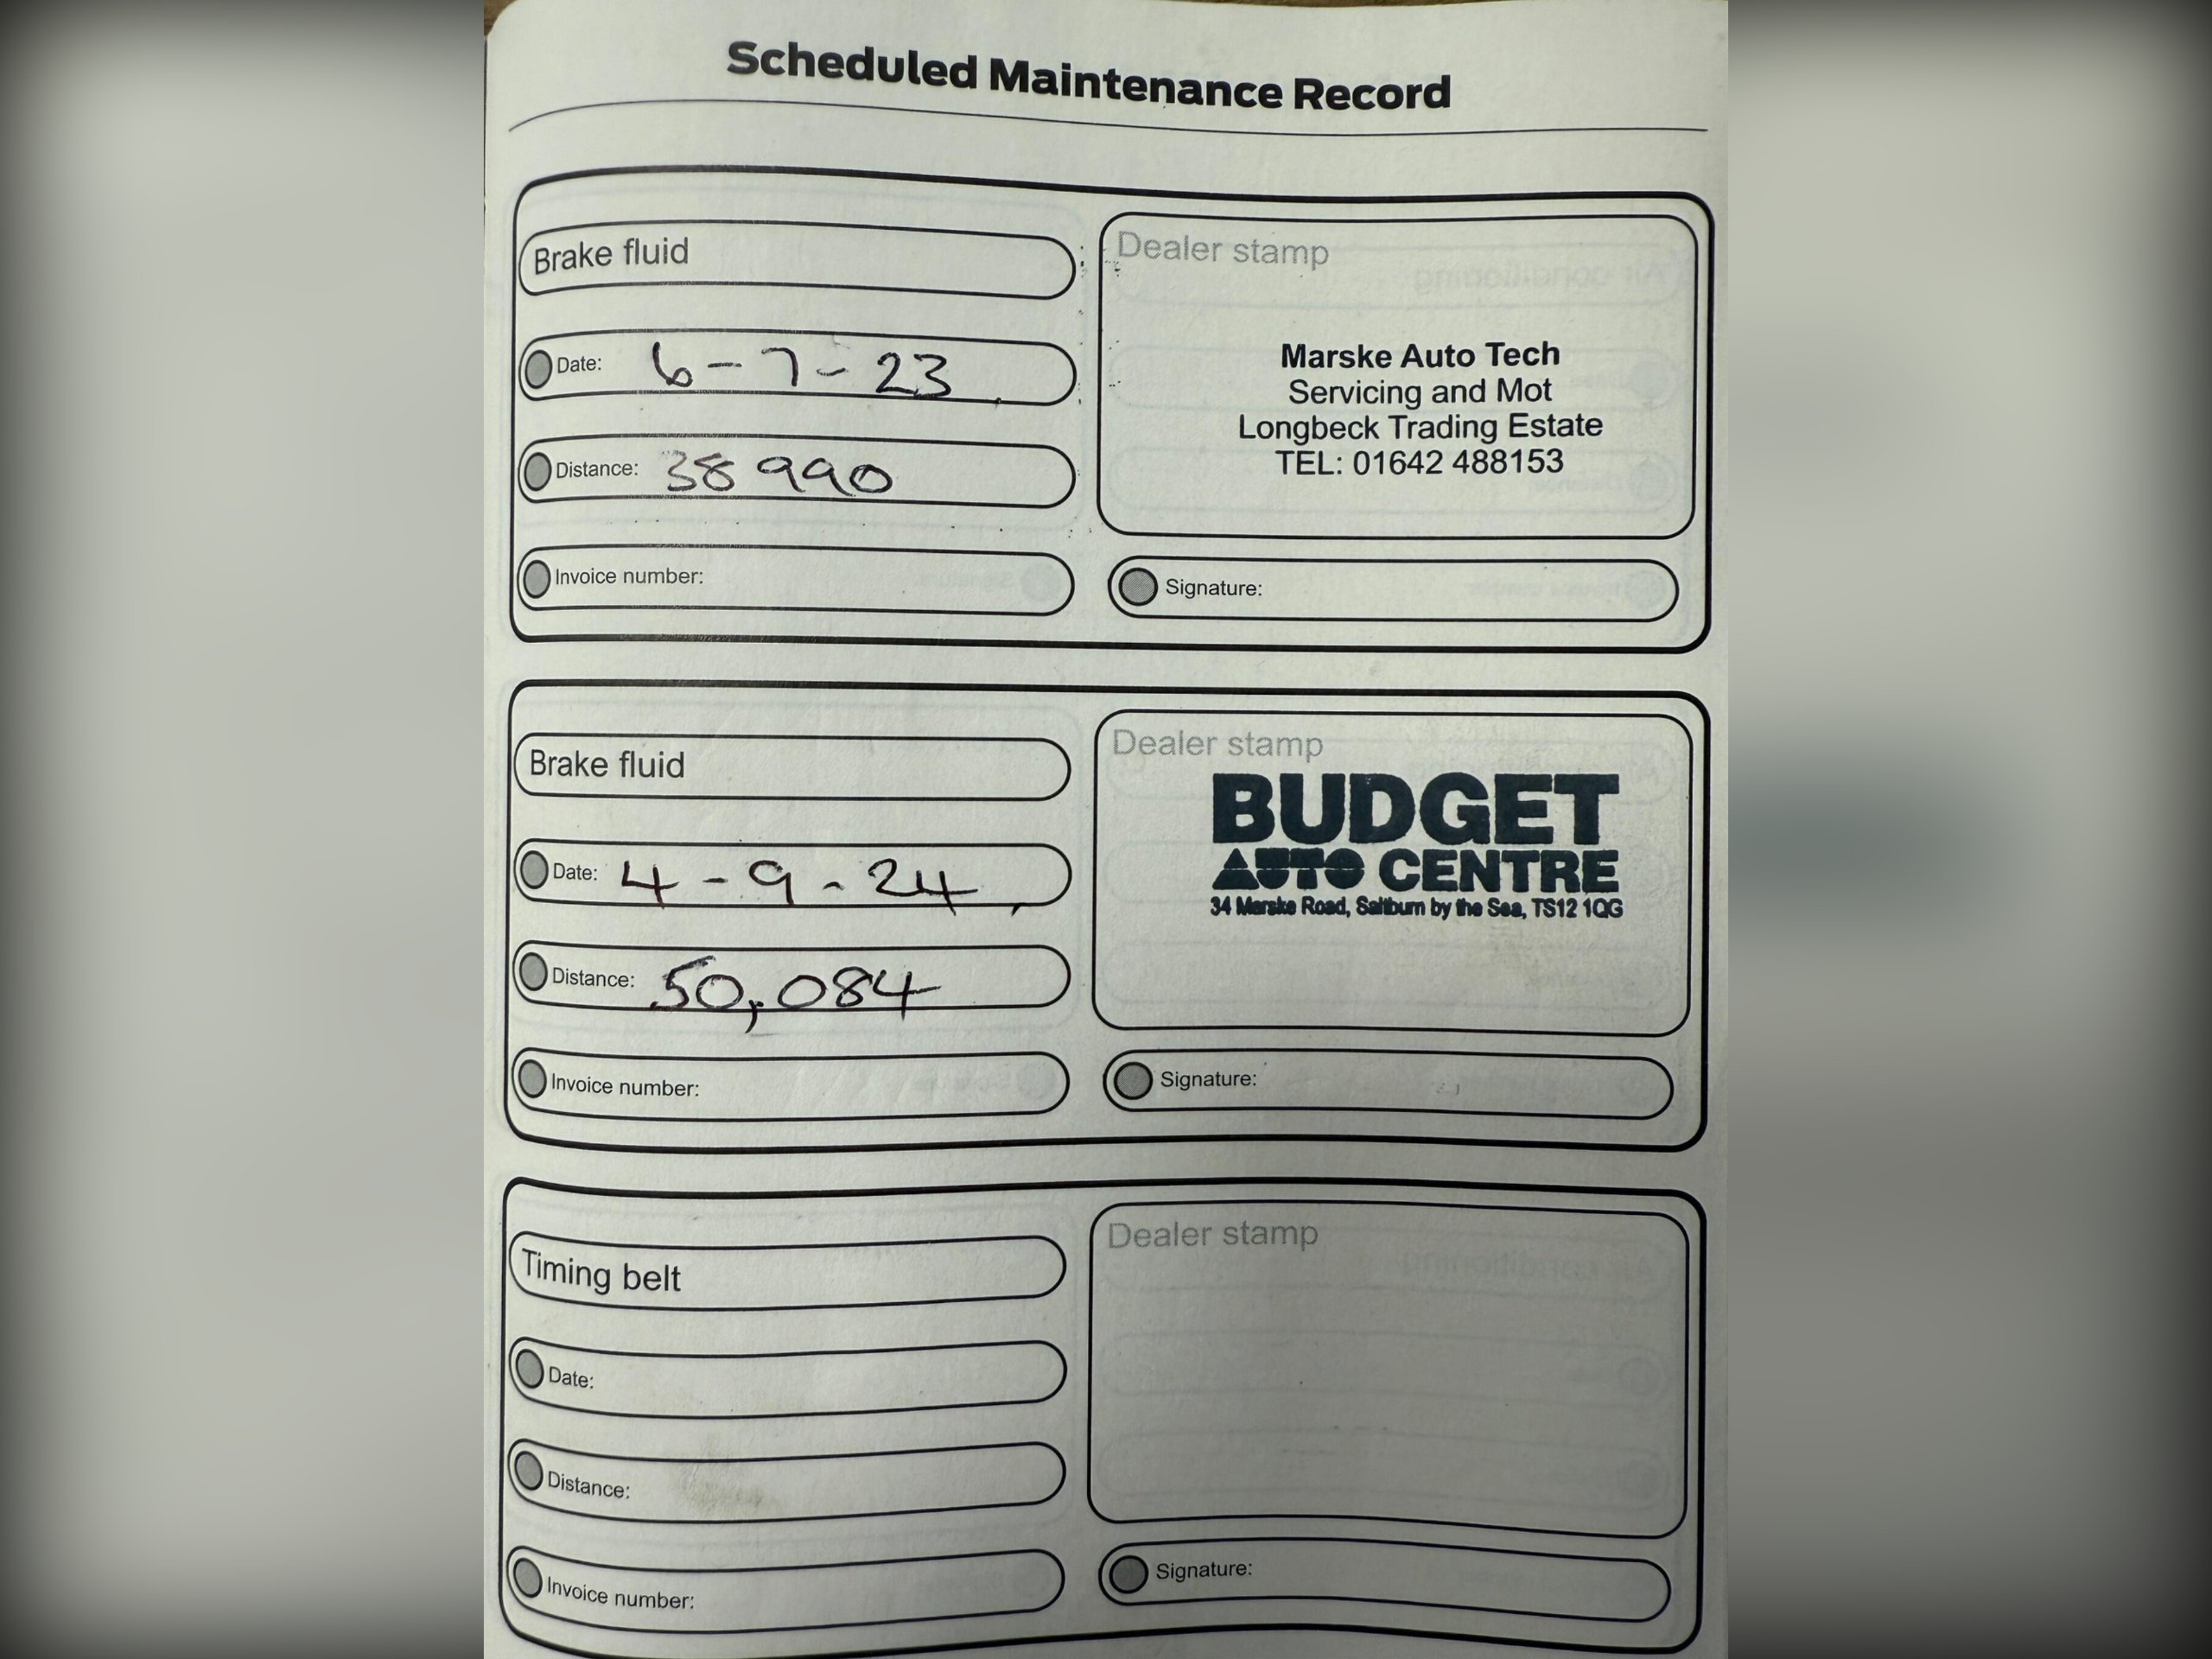 Scheduled Maintenance Record
Brake fluid
Date: 6-7-23
Distance: 38990
Invoice number:
Dealer stamp
Marske Auto Tech
Servicing and Mot
Longbeck Trading Estate
TEL: 01642 488153
Signature:
Brake fluid
Date: 4-9-24
Distance: 50,084
Invoice number:
Dealer stamp
BUDGET
AUTO CENTRE
34 Marske Road, Saltburn by the Sea, TS12 1QG
Signature:
Timing belt
Date:
Distance:
Invoice number:
Dealer stamp
Signature: